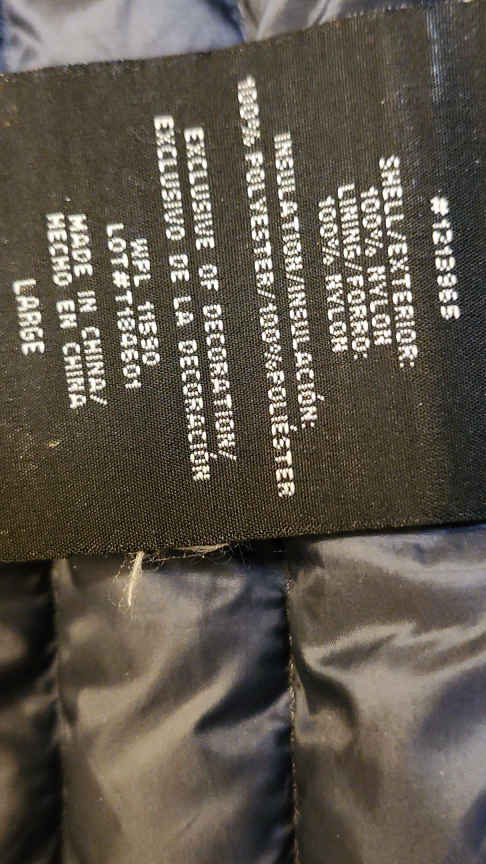 #1213965
SHELL/EXTERIOR:
100% NYLON
LINING/FORRO:
100% NYLON
INSULATION/INSULACIÓN:
100% POLYESTER/100%POLIÉSTER
EXCLUSIVE OF DECORATION/
EXCLUSIVO DE LA DECORACIÓN
WPL 11590
LOT#T184601
MADE IN CHINA/
HECHO EN CHINA
LARGE